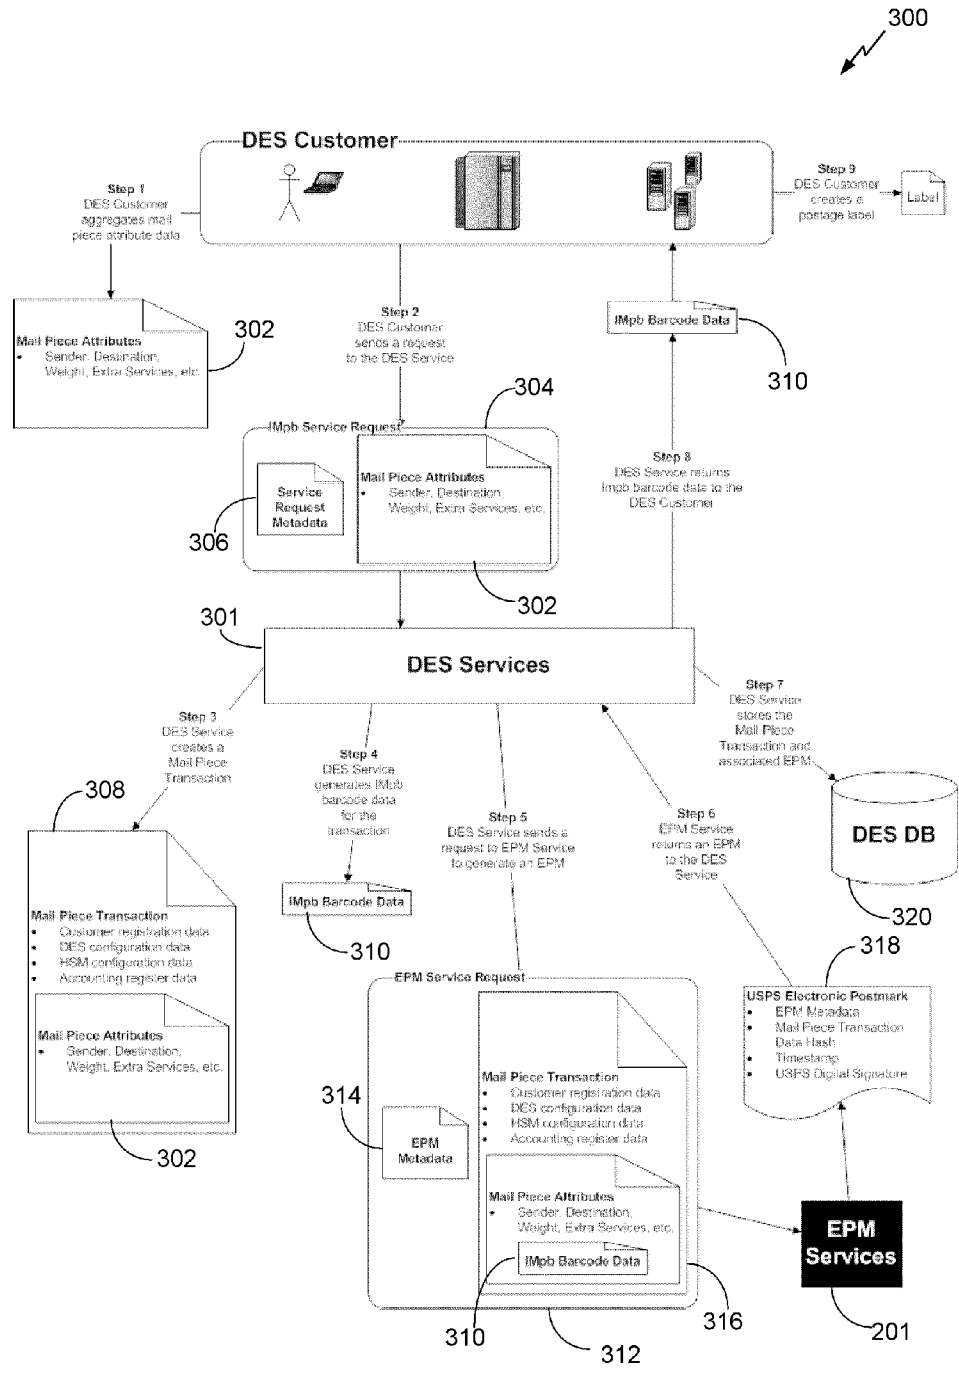 300
DES Customer
Step 1
DES Customer
aggregates mail
piece attribute data
Step 9
DES Customer
creates a
postage label
Label
Step 2
DES Customer
sends a request
to the DES Service
IMpb Barcode Data
310
Mail Piece Attributes
• Sender, Destination,
Weight, Extra Services, etc.
302
304
IMpb Service Request
Service
Request
Metadata
306
Mail Piece Attributes
• Sender, Destination,
Weight, Extra Services, etc.
302
Step 8
DES Service returns
Impb barcode data to the
DES Customer
301
DES Services
Step 3
DES Service
creates a
Mail Piece
Transaction
Step 4
DES Service
generates IMpb
barcode data
for the
transaction
Step 5
DES Service sends a
request to EPM Service
to generate an EPM
Step 6
EPM Service
returns an EPM
to the DES
Service
Step 7
DES Service
stores the
Mail Piece
Transaction and
associated EPM
DES DB
320
308
Mail Piece Transaction
• Customer registration data
• DES configuration data
• HSM configuration data
• Accounting register data
Mail Piece Attributes
• Sender, Destination,
Weight, Extra Services, etc.
302
IMpb Barcode Data
310
EPM Service Request
314
EPM
Metadata
Mail Piece Transaction
• Customer registration data
• DES configuration data
• HSM configuration data
• Accounting register data
Mail Piece Attributes
• Sender, Destination,
Weight, Extra Services, etc.
IMpb Barcode Data
310
312
316
318
USPS Electronic Postmark
• EPM Metadata
• Mail Piece Transaction
Data Hash
• Timestamp
• USPS Digital Signature
EPM
Services
201